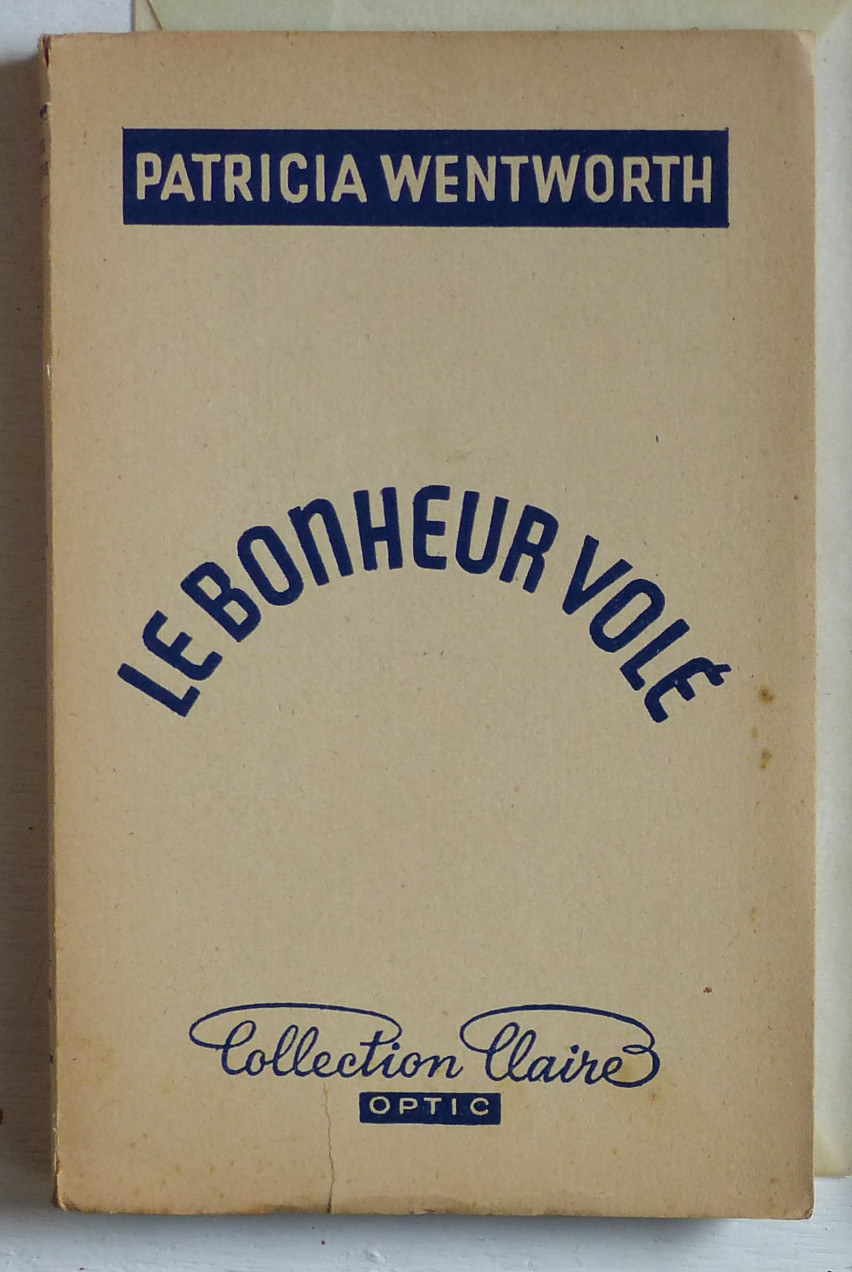 PATRICIA WENTWORTH
LE BONHEUR VOLÉ
Collection Claire
OPTIC